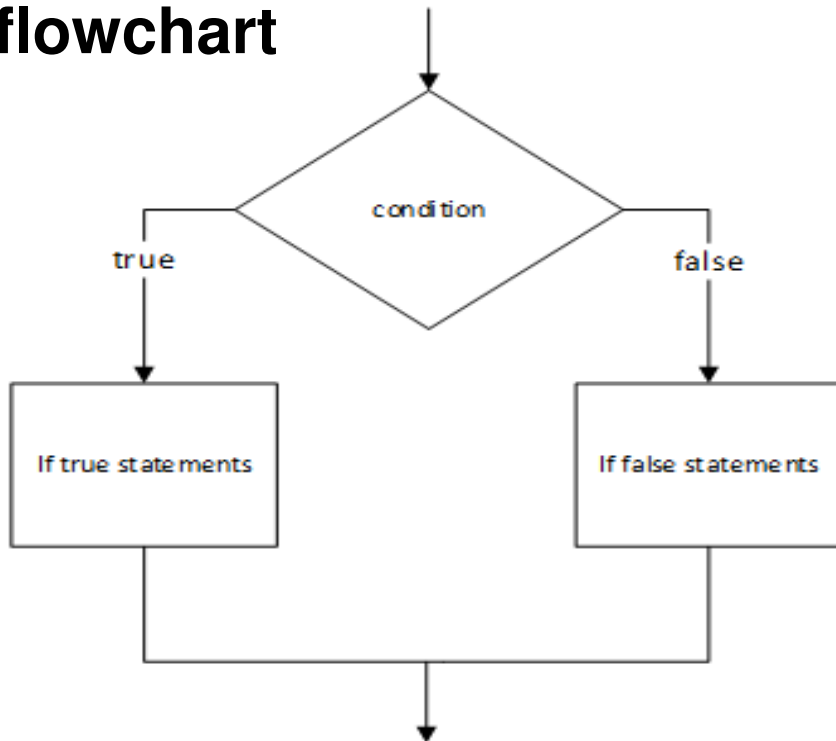 flowchart
condition
true
false
If true statements
If false statements